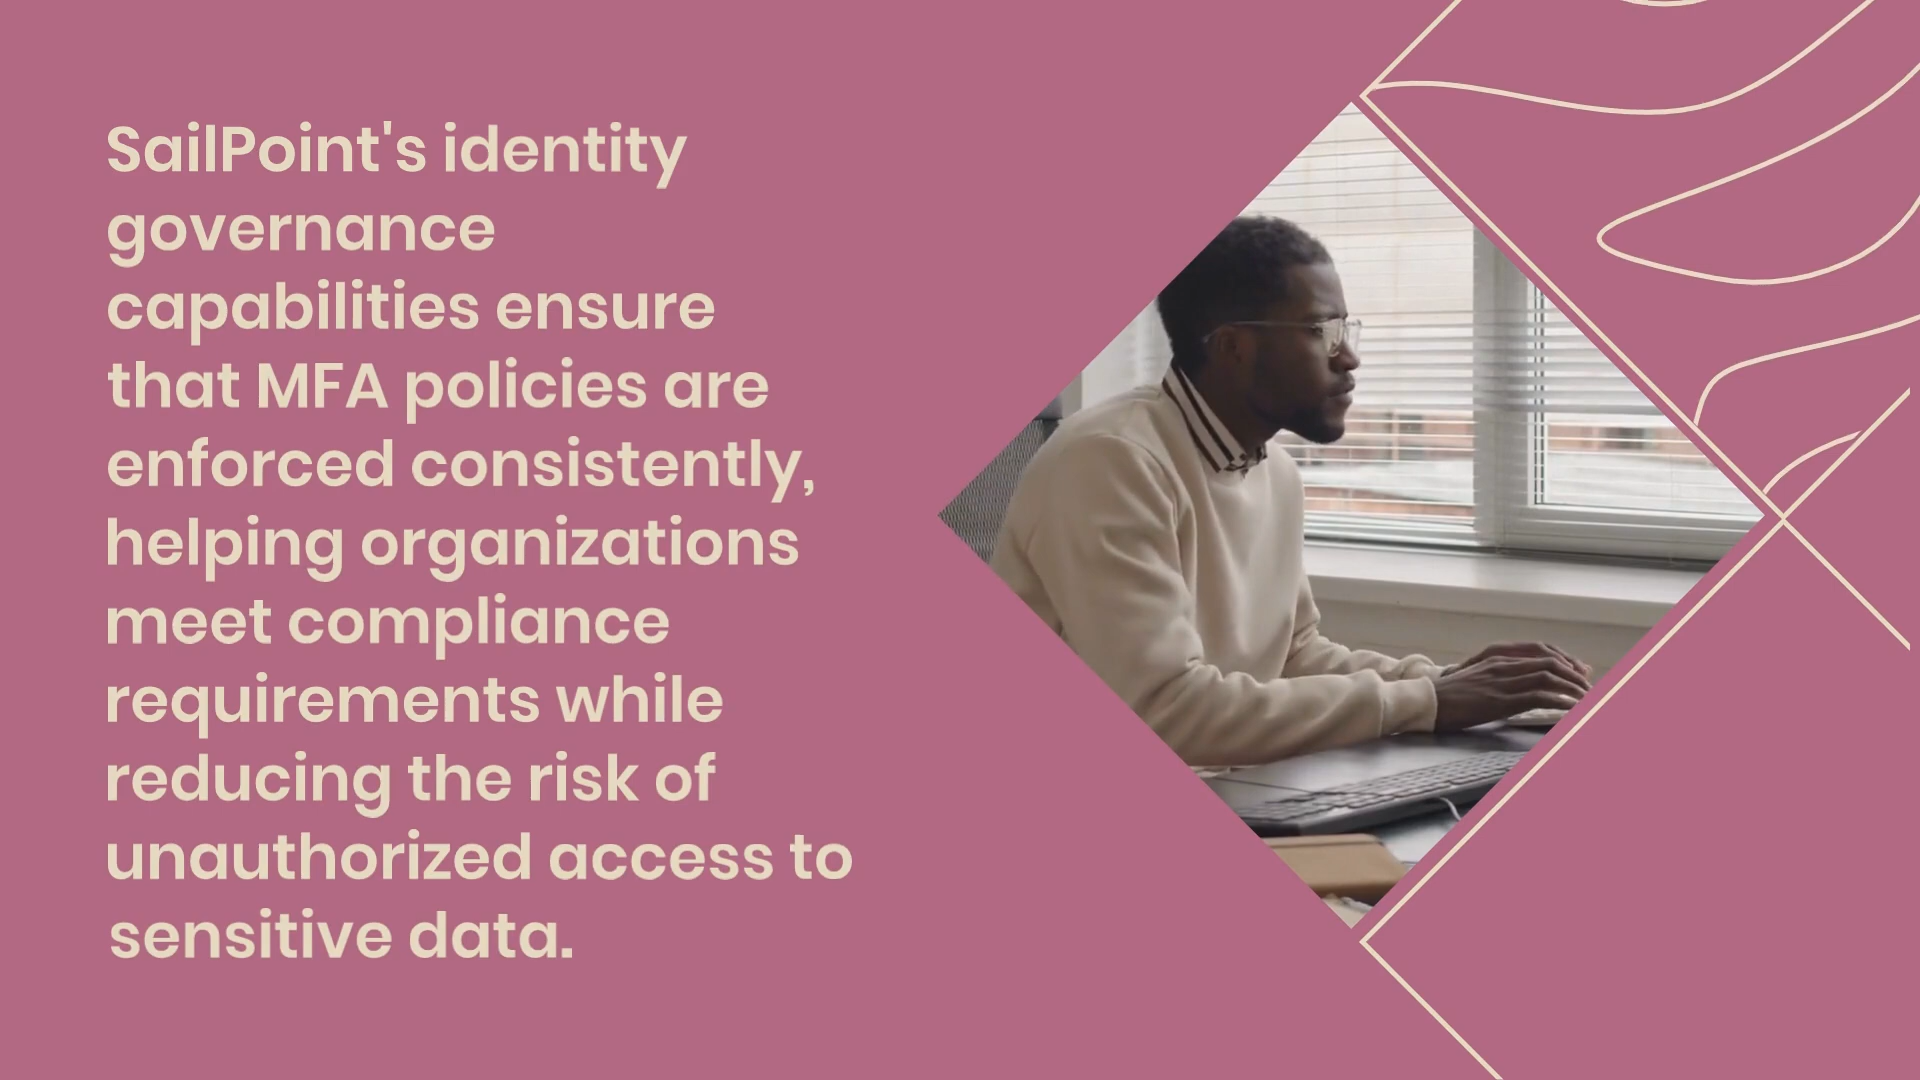 SailPoint's identity
governance
capabilities ensure
that MFA policies are
enforced consistently,
helping organizations
meet compliance
requirements while
reducing the risk of
unauthorized access to
sensitive data.